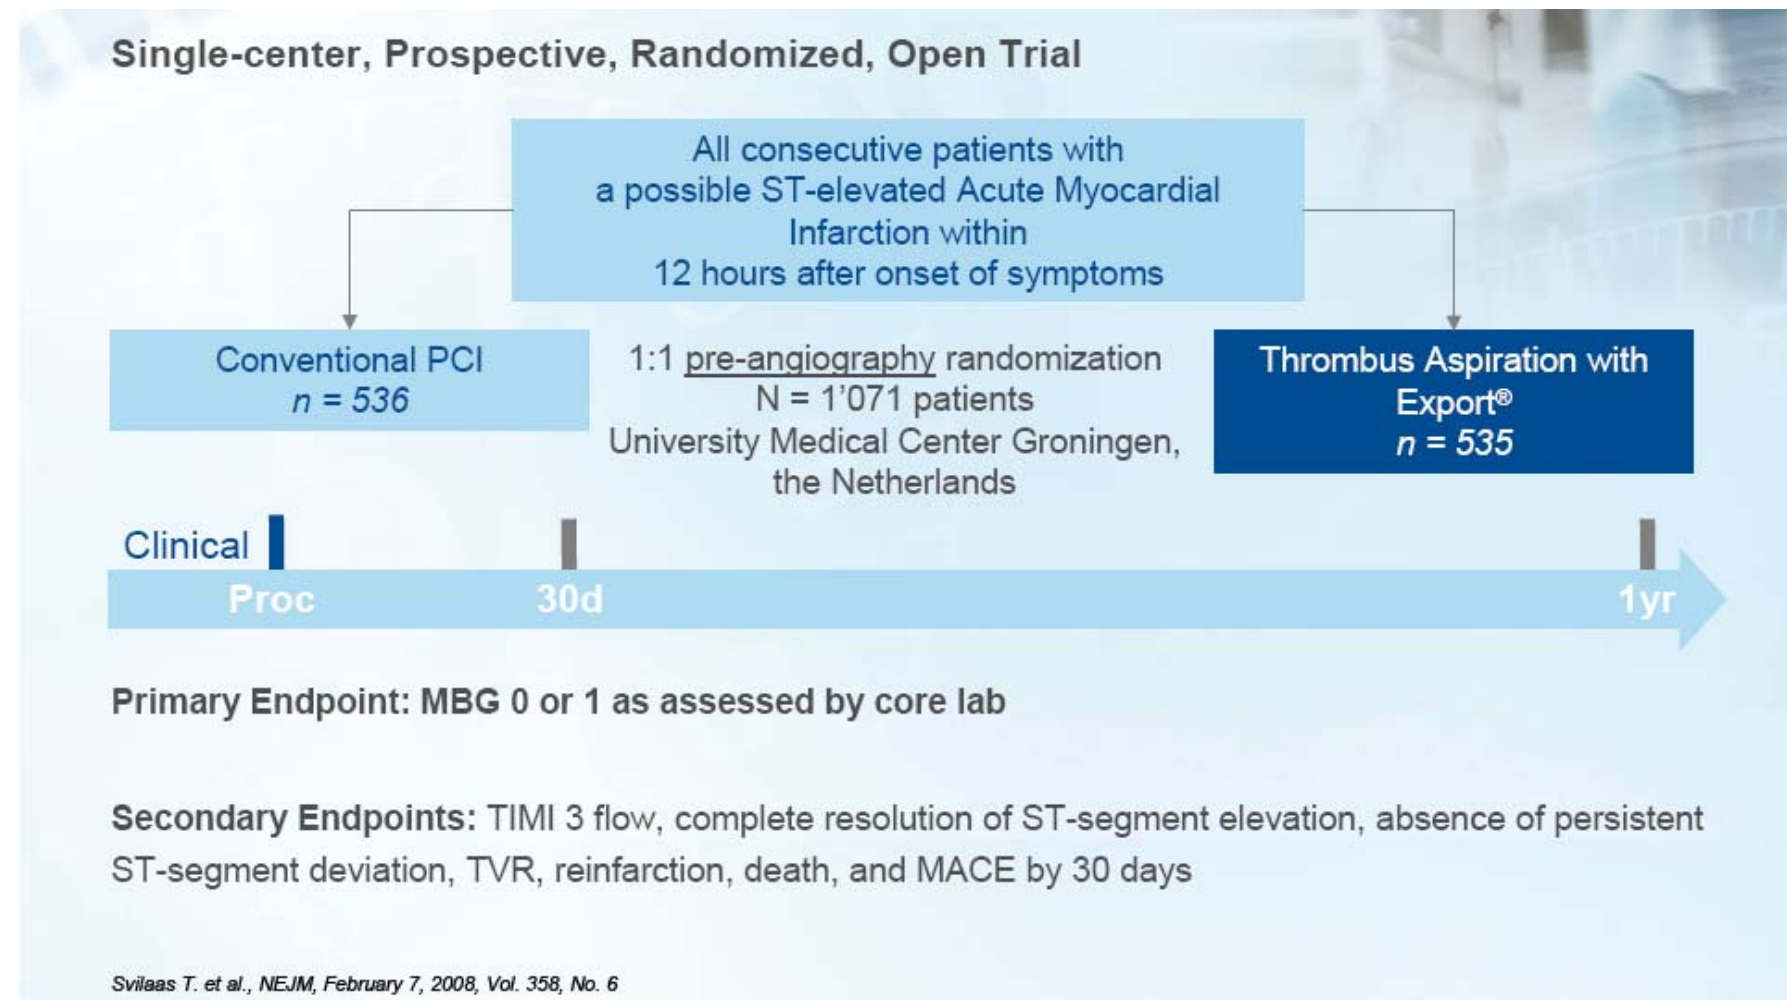 Single-center, Prospective, Randomized, Open Trial
All consecutive patients with
a possible ST-elevated Acute Myocardial
Infarction within
12 hours after onset of symptoms
Conventional PCI
n = 536
1:1 pre-angiography randomization
N = 1’071 patients
University Medical Center Groningen,
the Netherlands
Thrombus Aspiration with
Export®
n = 535
Clinical
Proc
30d
1yr
Primary Endpoint: MBG 0 or 1 as assessed by core lab
Secondary Endpoints: TIMI 3 flow, complete resolution of ST-segment elevation, absence of persistent
ST-segment deviation, TVR, reinfarction, death, and MACE by 30 days
Svilaas T. et al., NEJM, February 7, 2008, Vol. 358, No. 6